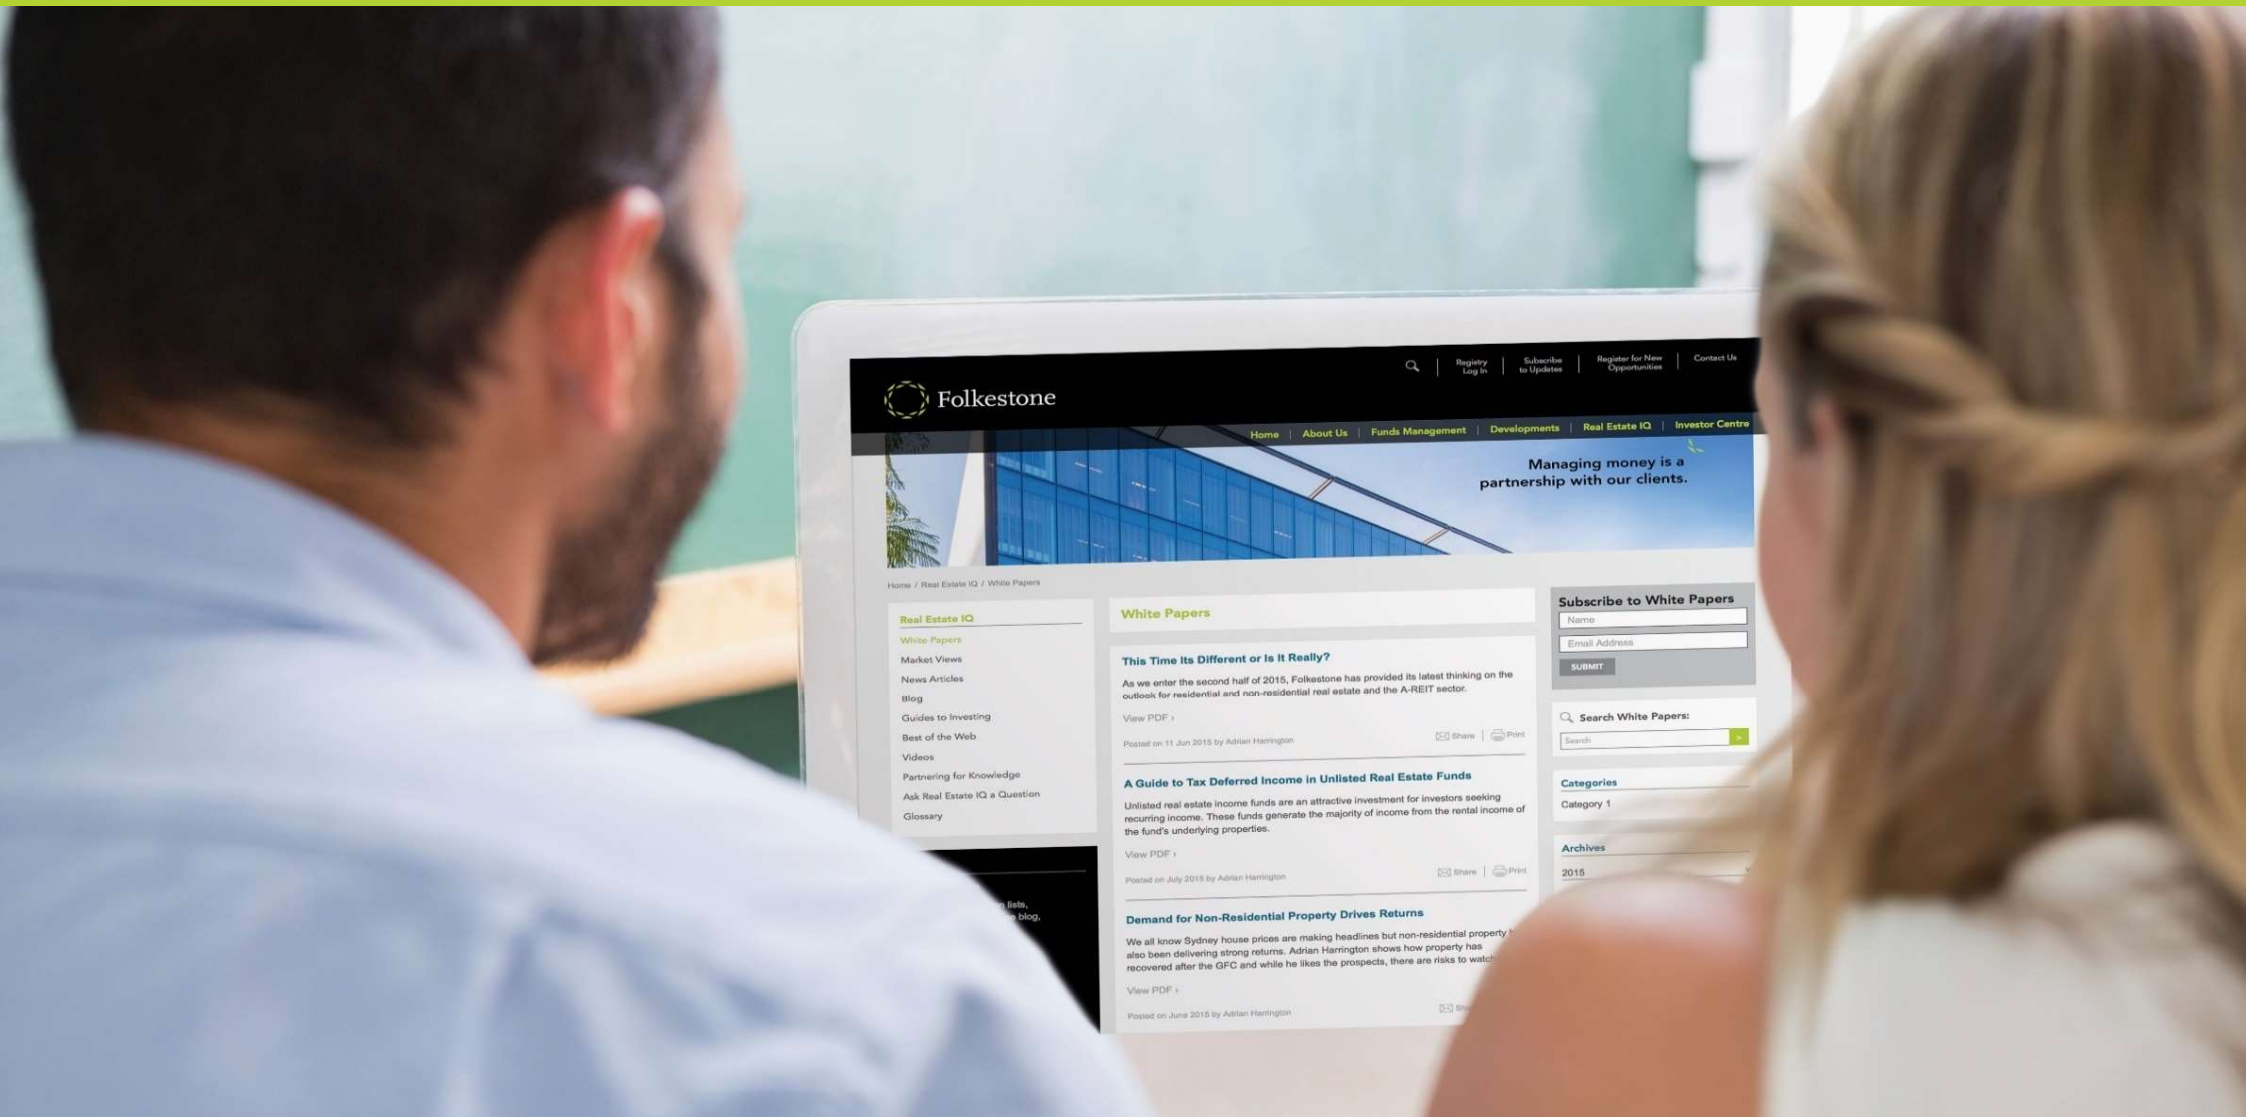 Folkestone
Registry
Log In
Subscribe
to Updates
Register for New
Opportunities
Contact Us
Home | About Us | Funds Management | Developments | Real Estate IQ | Investor Centre
Managing money is a
partnership with our clients.
Home / Real Estate IQ / White Papers
Real Estate IQ
White Papers
Market Views
News Articles
Blog
Guides to Investing
Best of the Web
Videos
Partnering for Knowledge
Ask Real Estate IQ a Question
Glossary
lists,
blog,
White Papers
This Time Its Different or Is It Really?
As we enter the second half of 2015, Folkestone has provided its latest thinking on the
outlook for residential and non-residential real estate and the A-REIT sector.
View PDF ›
Posted on 11 Jun 2015 by Adrian Harrington
Share | Print
A Guide to Tax Deferred Income in Unlisted Real Estate Funds
Unlisted real estate income funds are an attractive investment for investors seeking
recurring income. These funds generate the majority of income from the rental income of
the fund's underlying properties.
View PDF ›
Posted on July 2015 by Adrian Harrington
Share | Print
Demand for Non-Residential Property Drives Returns
We all know Sydney house prices are making headlines but non-residential property
also been delivering strong returns. Adrian Harrington shows how property has
recovered after the GFC and while he likes the prospects, there are risks to watch
View PDF ›
Posted on June 2015 by Adrian Harrington
Subscribe to White Papers
Name
Email Address
SUBMIT
Search White Papers:
Search
>
Categories
Category 1
Archives
2015